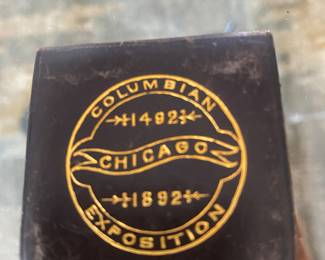 COLUMBIAN
1492
CHICAGO
1892
EXPOSITION